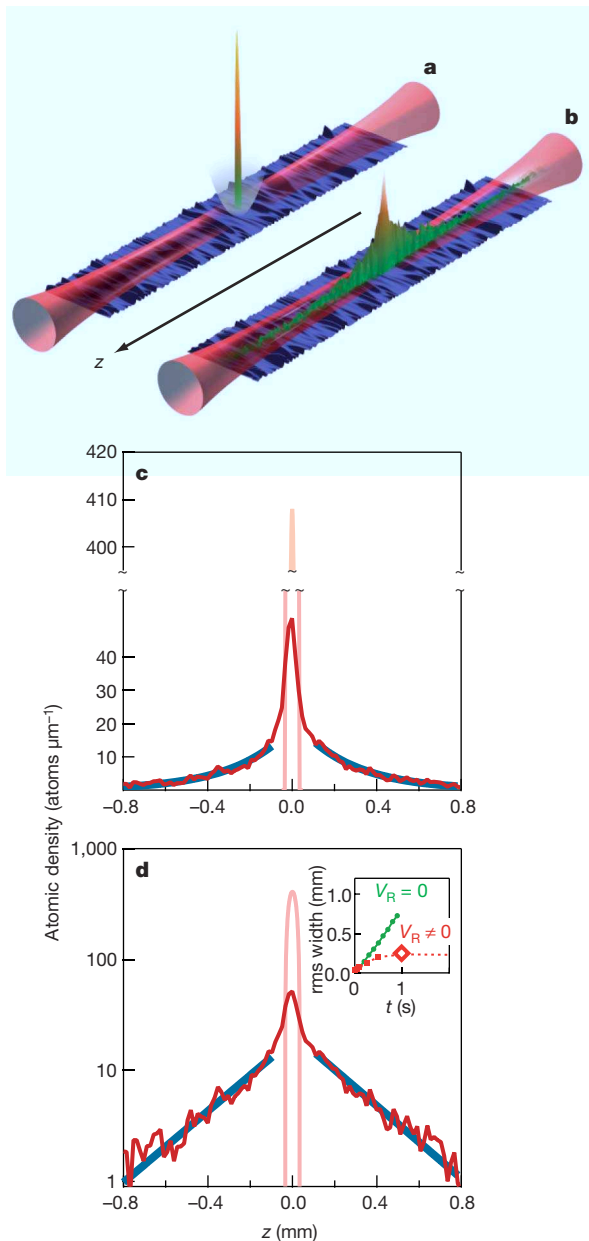 a
b
z
c
420
410
400
~ ~ ~
~ ~
40
30
20
10
–0.8 –0.4 0.0 0.4 0.8
Atomic density (atoms μm⁻¹)
d
1,000
100
10
1
–0.8 –0.4 0.0 0.4 0.8
z (mm)
rms width (mm)
1.0
0.5
0.0
V_R = 0
V_R ≠ 0
0 1
t (s)